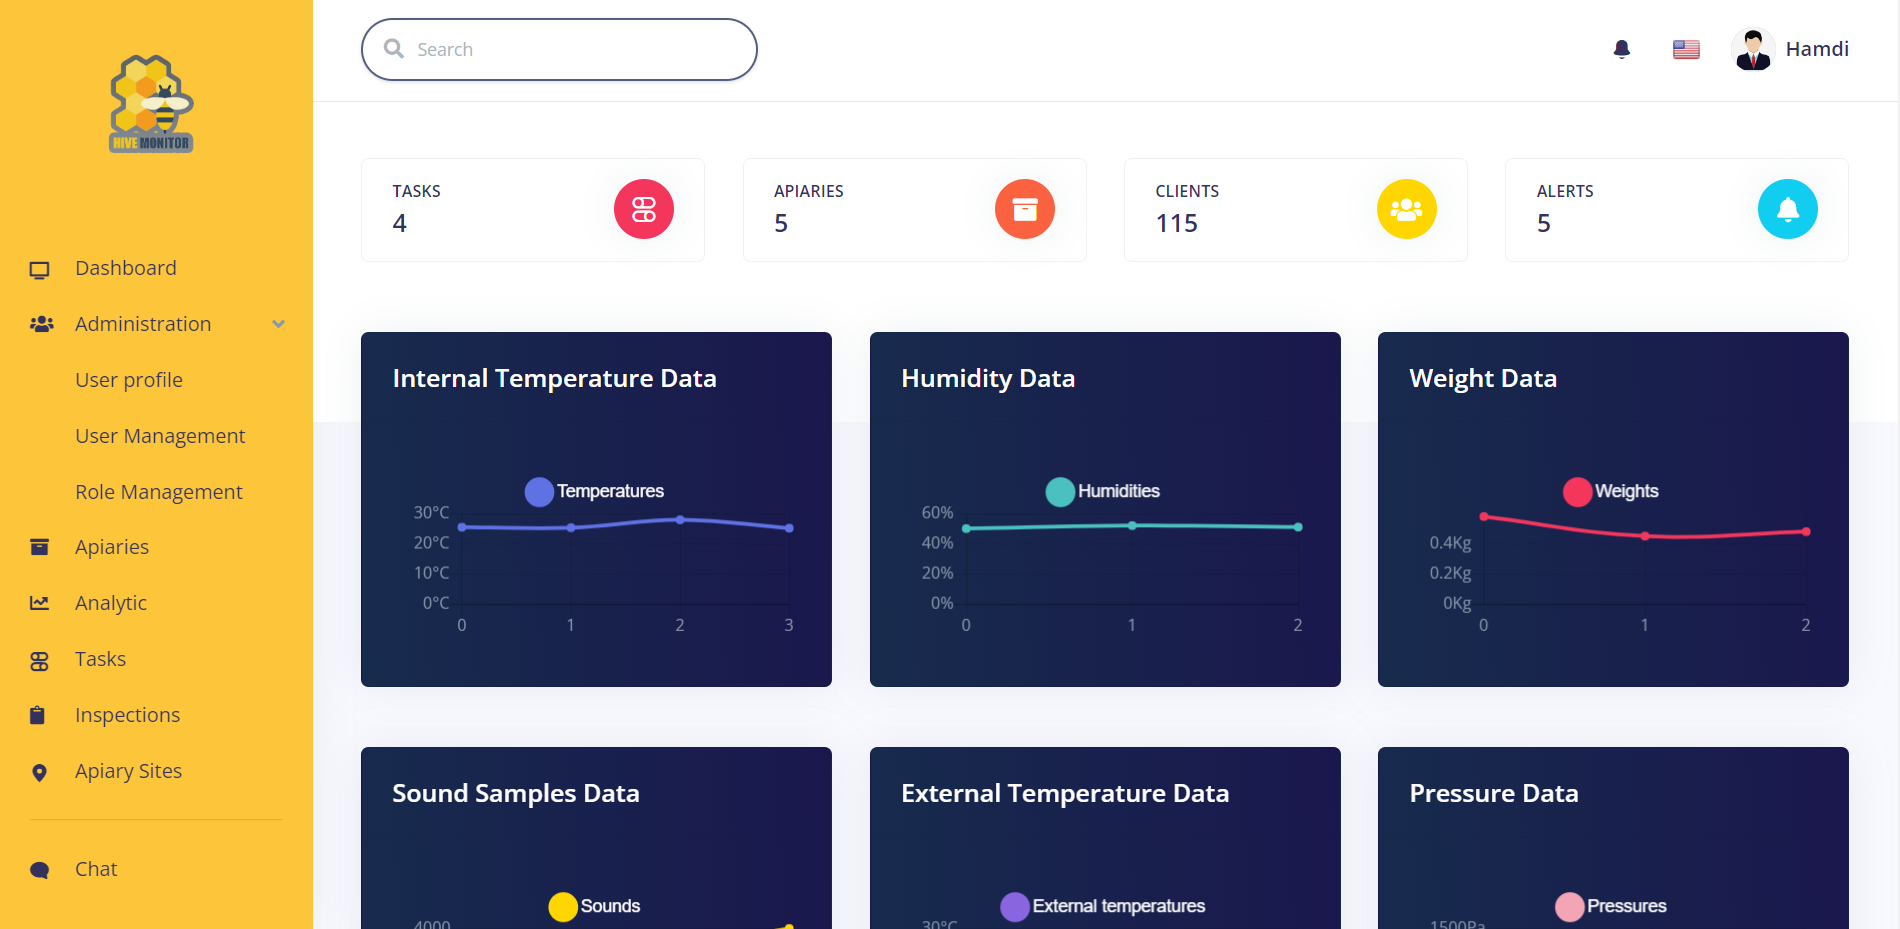 HIVE MONITOR
Dashboard
Administration
User profile
User Management
Role Management
Apiaries
Analytic
Tasks
Inspections
Apiary Sites
Chat
Search
Hamdi
TASKS
4
APIARIES
5
CLIENTS
115
ALERTS
5
Internal Temperature Data
Temperatures
30°C
20°C
10°C
0°C
0 1 2 3
Humidity Data
Humidities
60%
40%
20%
0%
0 1 2
Weight Data
Weights
0.4Kg
0.2Kg
0Kg
0 1 2
Sound Samples Data
Sounds
4000
External Temperature Data
External temperatures
30°C
Pressure Data
Pressures
1500Pa